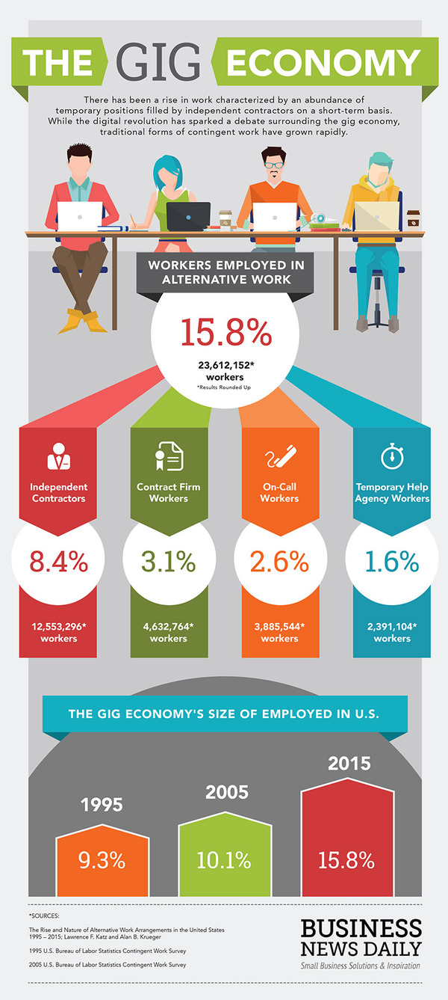 THE GIG ECONOMY
There has been a rise in work characterized by an abundance of
temporary positions filled by independent contractors on a short-term basis.
While the digital revolution has sparked a debate surrounding the gig economy,
traditional forms of contingent work have grown rapidly.
WORKERS EMPLOYED IN
ALTERNATIVE WORK
15.8%
23,612,152*
workers
*Results Rounded Up
Independent
Contractors
8.4%
12,553,296*
workers
Contract Firm
Workers
3.1%
4,632,764*
workers
On-Call
Workers
2.6%
3,885,544*
workers
Temporary Help
Agency Workers
1.6%
2,391,104*
workers
THE GIG ECONOMY'S SIZE OF EMPLOYED IN U.S.
1995
9.3%
2005
10.1%
2015
15.8%
*SOURCES:
The Rise and Nature of Alternative Work Arrangements in the United States
1995 – 2015; Lawrence F. Katz and Alan B. Krueger
1995 U.S. Bureau of Labor Statistics Contingent Work Survey
2005 U.S. Bureau of Labor Statistics Contingent Work Survey
BUSINESS
NEWS DAILY
Small Business Solutions & Inspiration